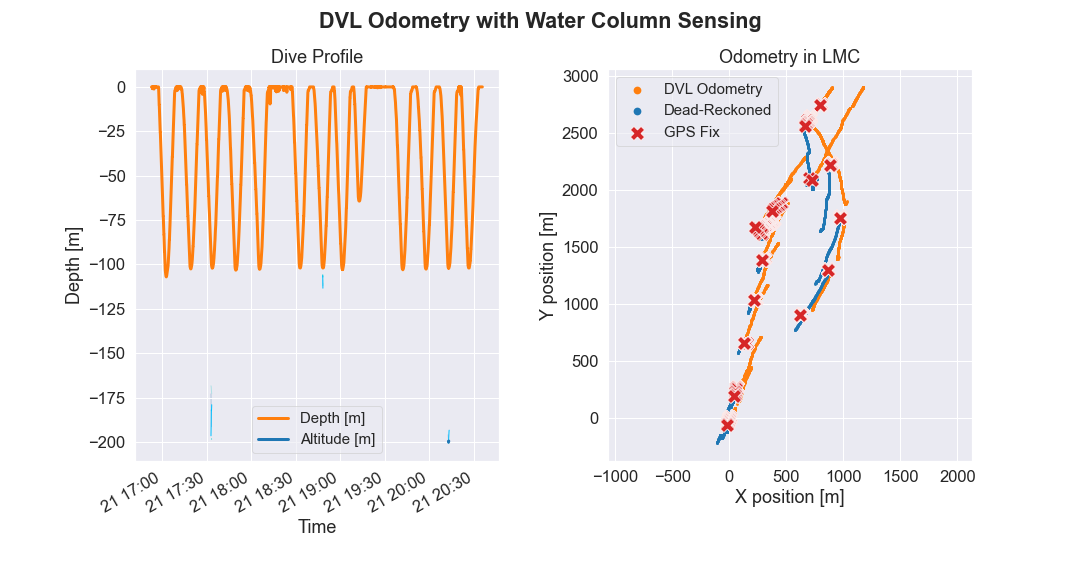 DVL Odometry with Water Column Sensing
Dive Profile
0
−25
−50
−75
−100
−125
−150
−175
−200
Depth [m]
Depth [m]
Altitude [m]
21 17:00
21 17:30
21 18:00
21 18:30
21 19:00
21 19:30
21 20:00
21 20:30
Time
Odometry in LMC
DVL Odometry
Dead-Reckoned
GPS Fix
3000
2500
2000
1500
1000
500
0
Y position [m]
−1000
−500
0
500
1000
1500
2000
X position [m]